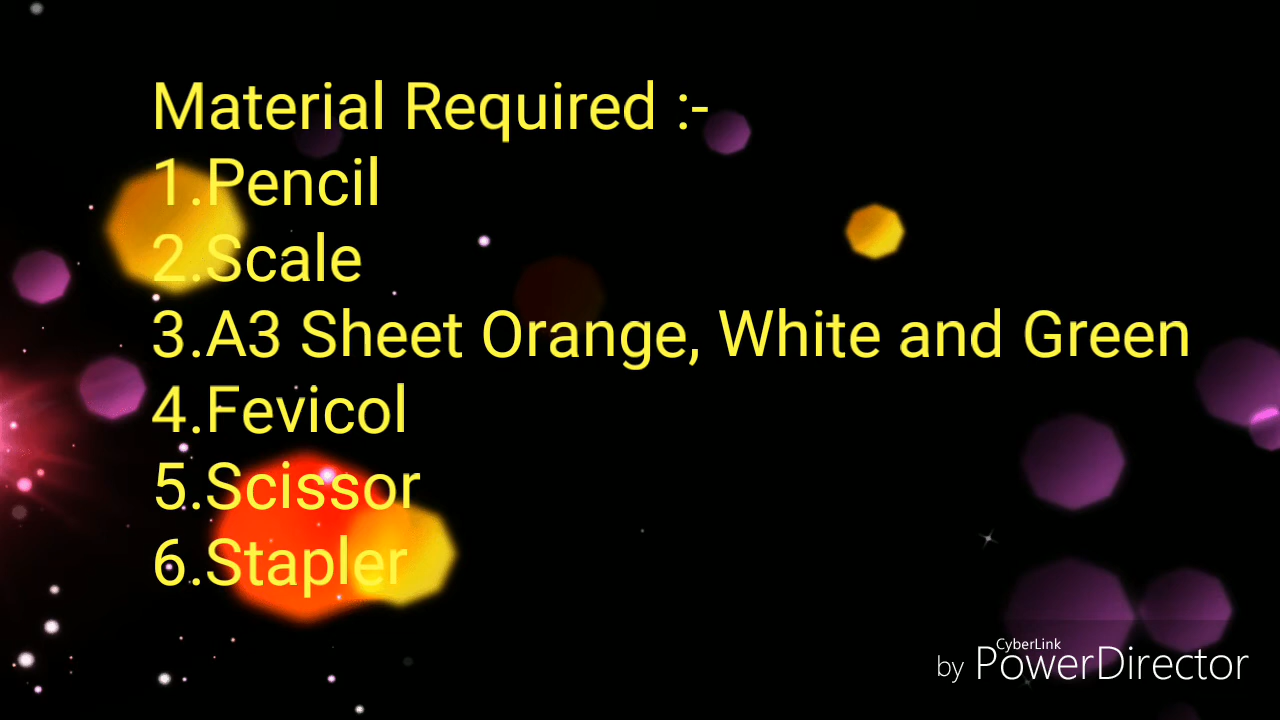 Material Required :-
1.Pencil
2.Scale
3.A3 Sheet Orange, White and Green
4.Fevicol
5.Scissor
6.Stapler
CyberLink
by PowerDirector